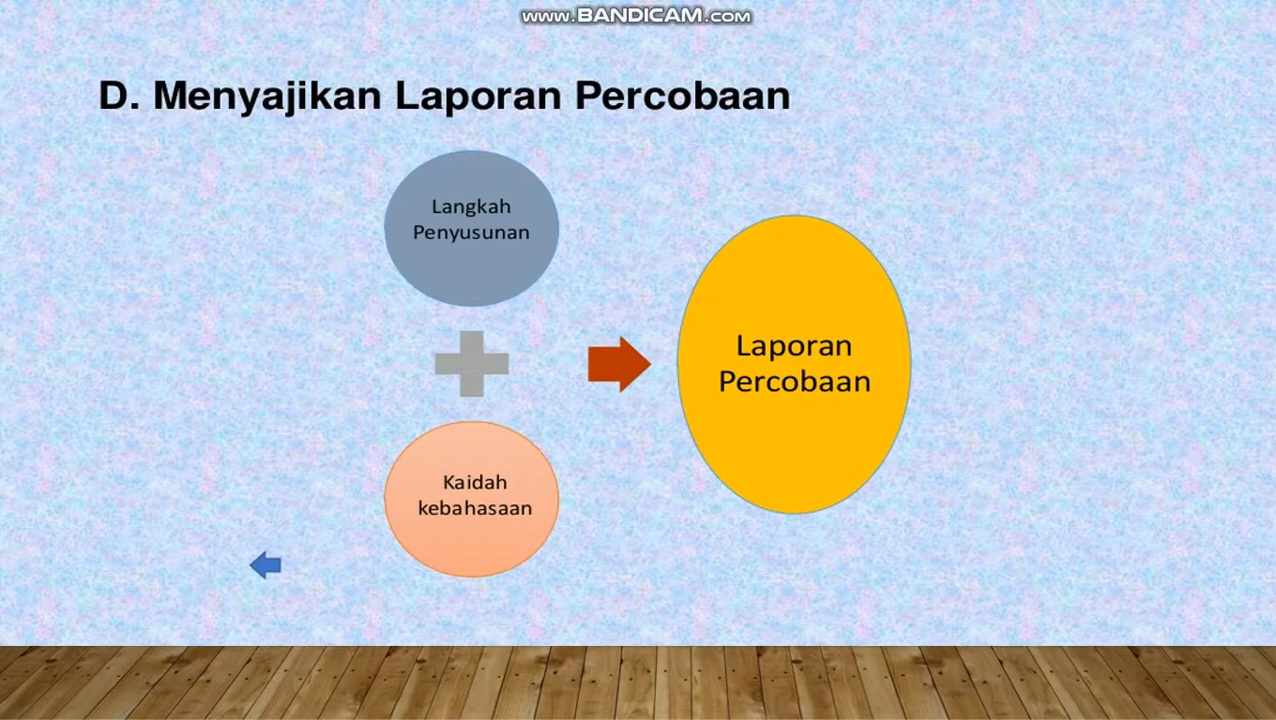 www.BANDICAM.com
D. Menyajikan Laporan Percobaan
Langkah
Penyusunan
Laporan
Percobaan
Kaidah
kebahasaan